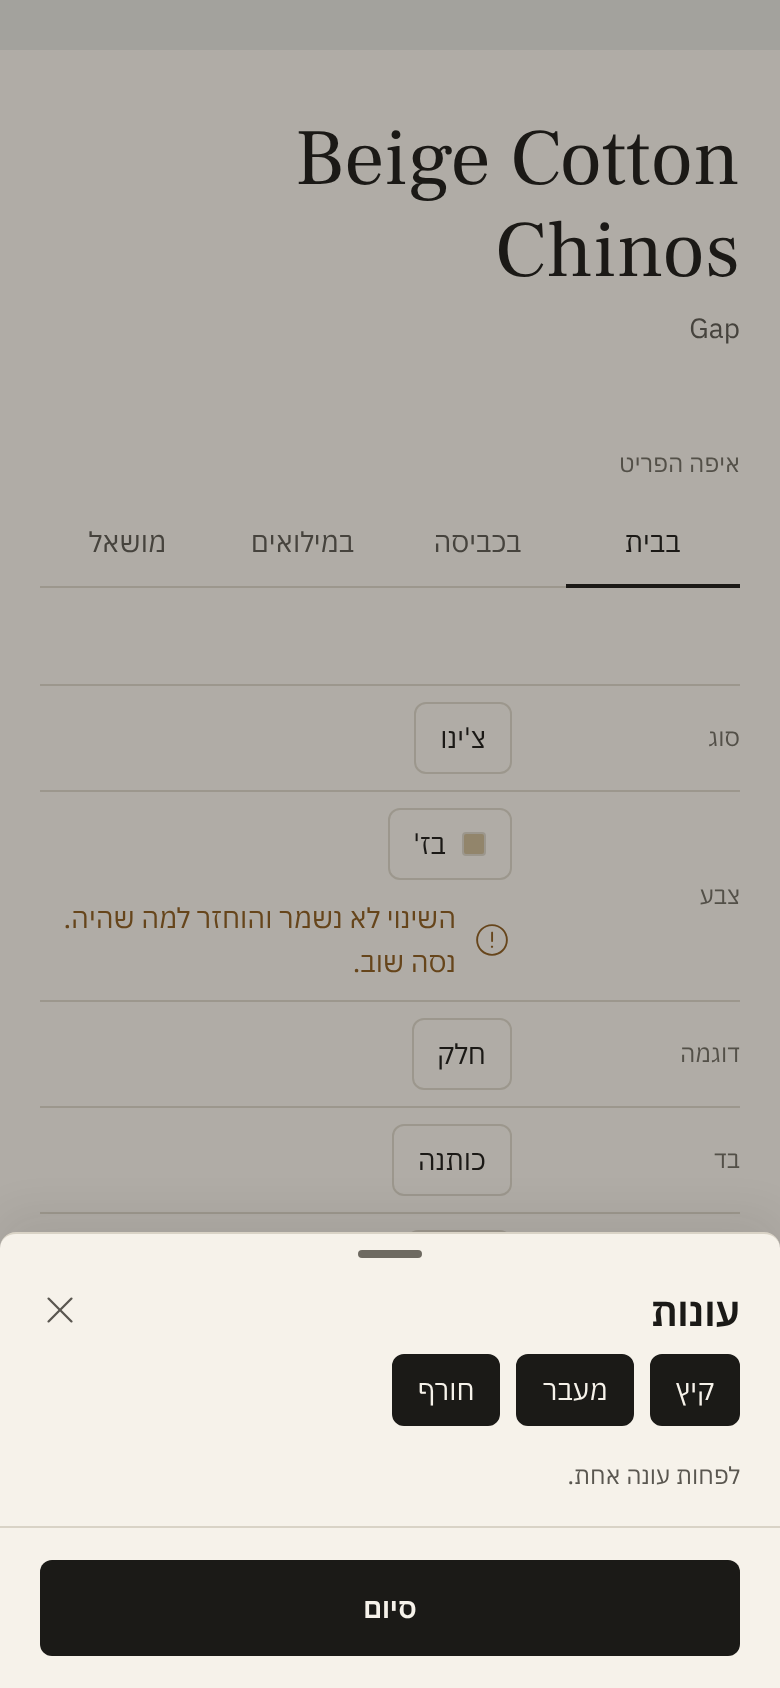 Beige Cotton
Chinos
Gap
איפה הפריט
בבית
בכביסה
במילואים
מושאל
סוג
צ'ינו
צבע
בז'
השינוי לא נשמר והוחזר למה שהיה.
נסה שוב.
דוגמה
חלק
בד
כותנה
עונות
קיץ
מעבר
חורף
לפחות עונה אחת.
סיום